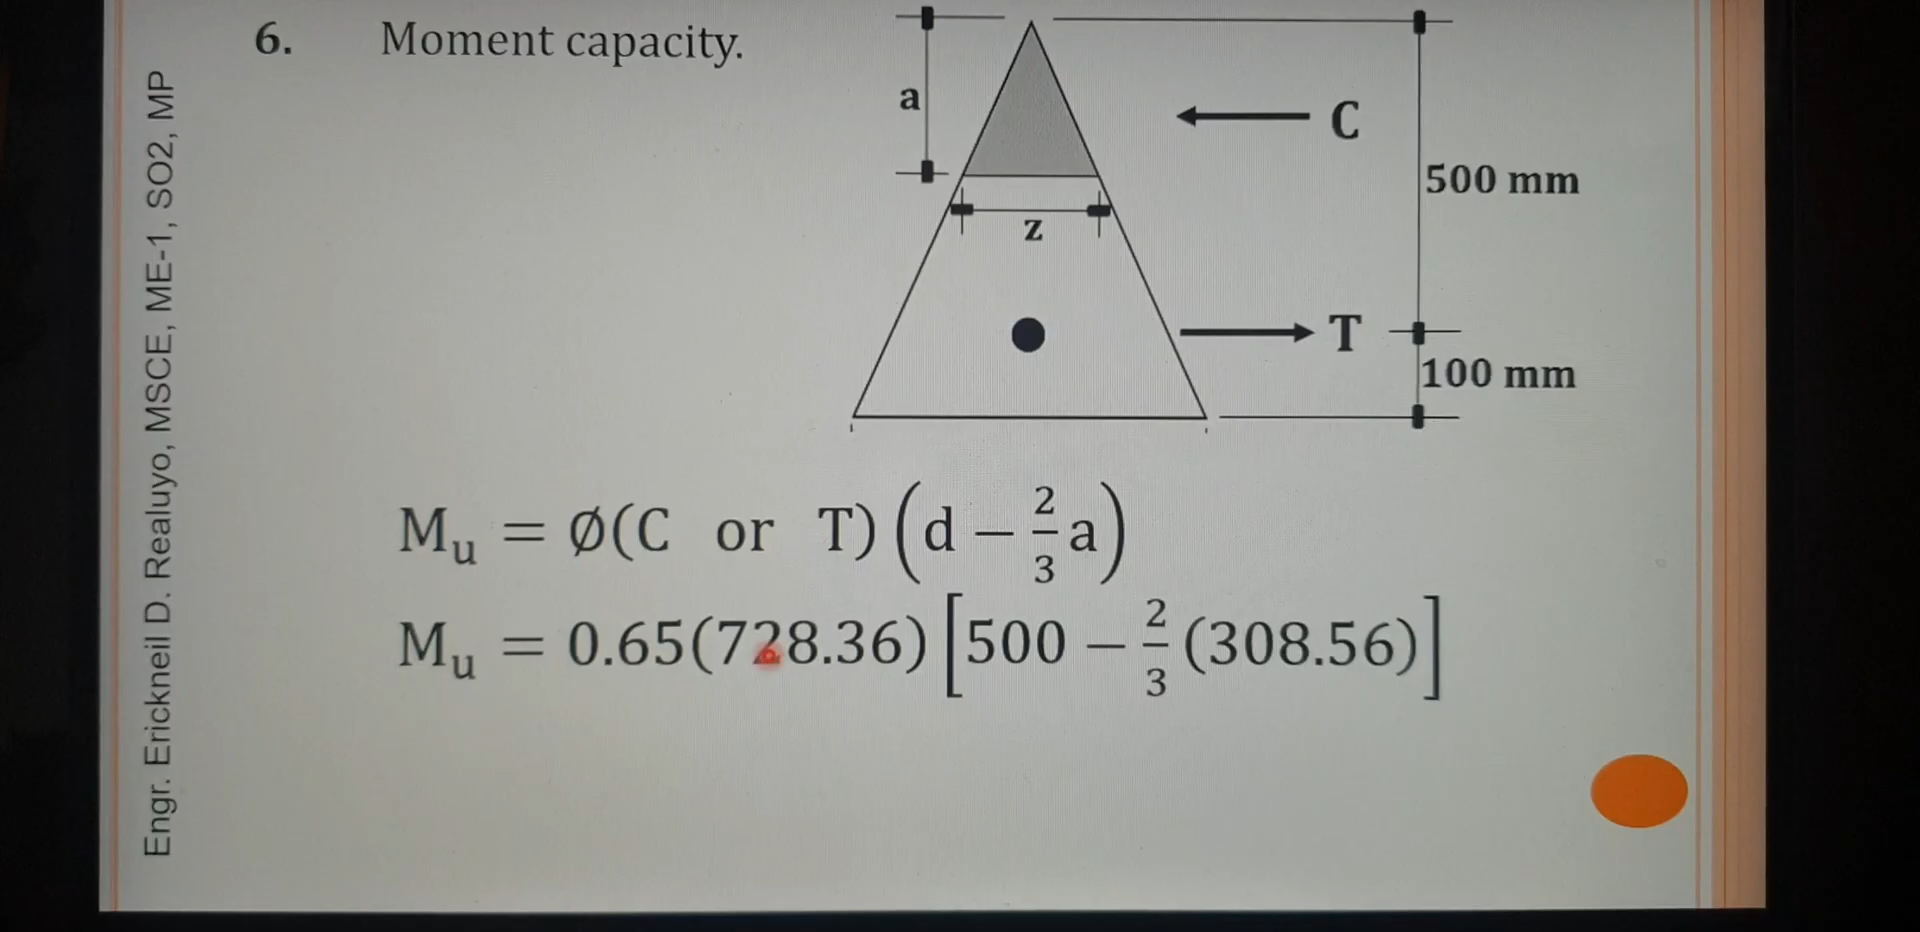 6. Moment capacity.
a
C
500 mm
z
T
100 mm
Mu = Ø(C or T)(d − 2/3 a)
Mu = 0.65(728.36)[500 − 2/3 (308.56)]
Engr. Erickneil D. Realuyo, MSCE, ME-1, SO2, MP